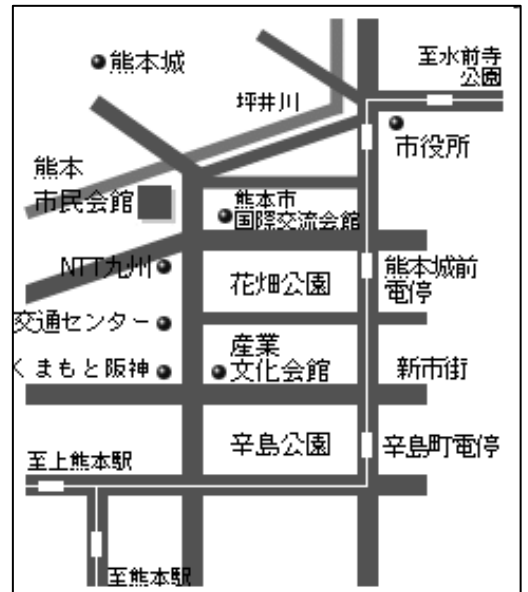 熊本城
至水前寺
公園
坪井川
市役所
熊本
市民会館
熊本市
国際交流会館
NTT九州
花畑公園
熊本城前
電停
交通センター
産業
文化会館
くまもと阪神
新市街
辛島公園
辛島町電停
至上熊本駅
至熊本駅